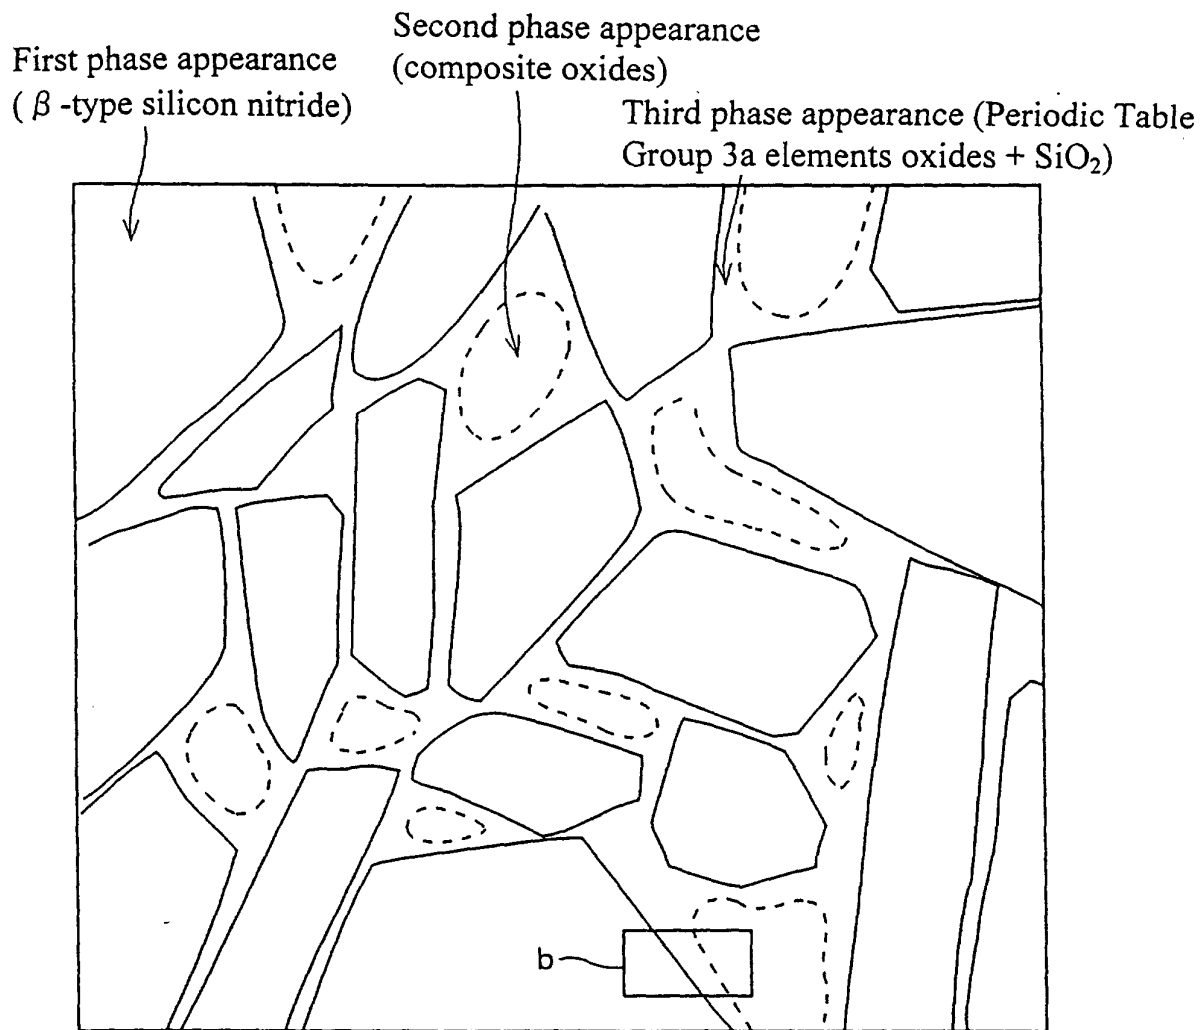 First phase appearance
( β -type silicon nitride)
Second phase appearance
(composite oxides)
Third phase appearance (Periodic Table
Group 3a elements oxides + SiO₂)
b